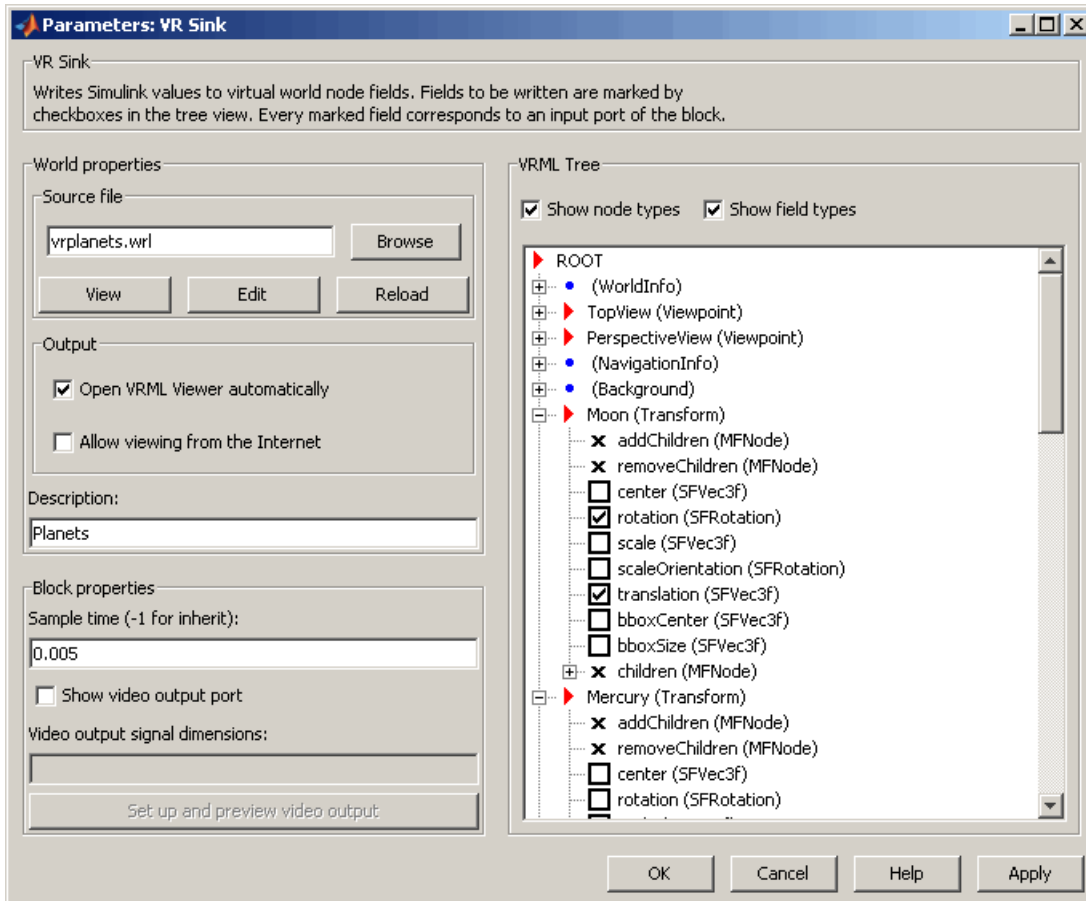 Parameters: VR Sink
VR Sink
Writes Simulink values to virtual world node fields. Fields to be written are marked by
checkboxes in the tree view. Every marked field corresponds to an input port of the block.
World properties
Source file
vrplanets.wrl
Browse
View
Edit
Reload
Output
Open VRML Viewer automatically
Allow viewing from the Internet
Description:
Planets
Block properties
Sample time (-1 for inherit):
0.005
Show video output port
Video output signal dimensions:
Set up and preview video output
VRML Tree
Show node types
Show field types
ROOT
(WorldInfo)
TopView (Viewpoint)
PerspectiveView (Viewpoint)
(NavigationInfo)
(Background)
Moon (Transform)
addChildren (MFNode)
removeChildren (MFNode)
center (SFVec3f)
rotation (SFRotation)
scale (SFVec3f)
scaleOrientation (SFRotation)
translation (SFVec3f)
bboxCenter (SFVec3f)
bboxSize (SFVec3f)
children (MFNode)
Mercury (Transform)
addChildren (MFNode)
removeChildren (MFNode)
center (SFVec3f)
rotation (SFRotation)
OK
Cancel
Help
Apply